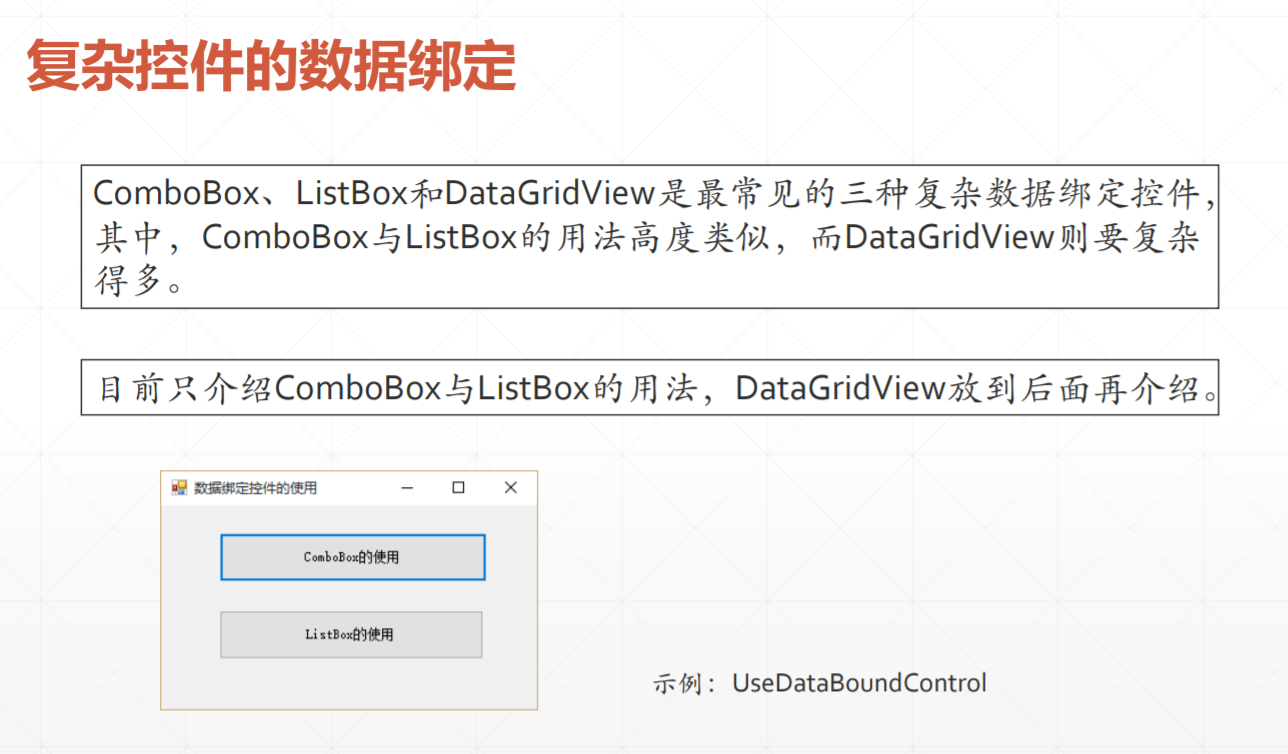 复杂控件的数据绑定
ComboBox、ListBox和DataGridView是最常见的三种复杂数据绑定控件，
其中，ComboBox与ListBox的用法高度类似，而DataGridView则要复杂
得多。
目前只介绍ComboBox与ListBox的用法，DataGridView放到后面再介绍。
数据绑定控件的使用
ComboBox的使用
ListBox的使用
示例：UseDataBoundControl